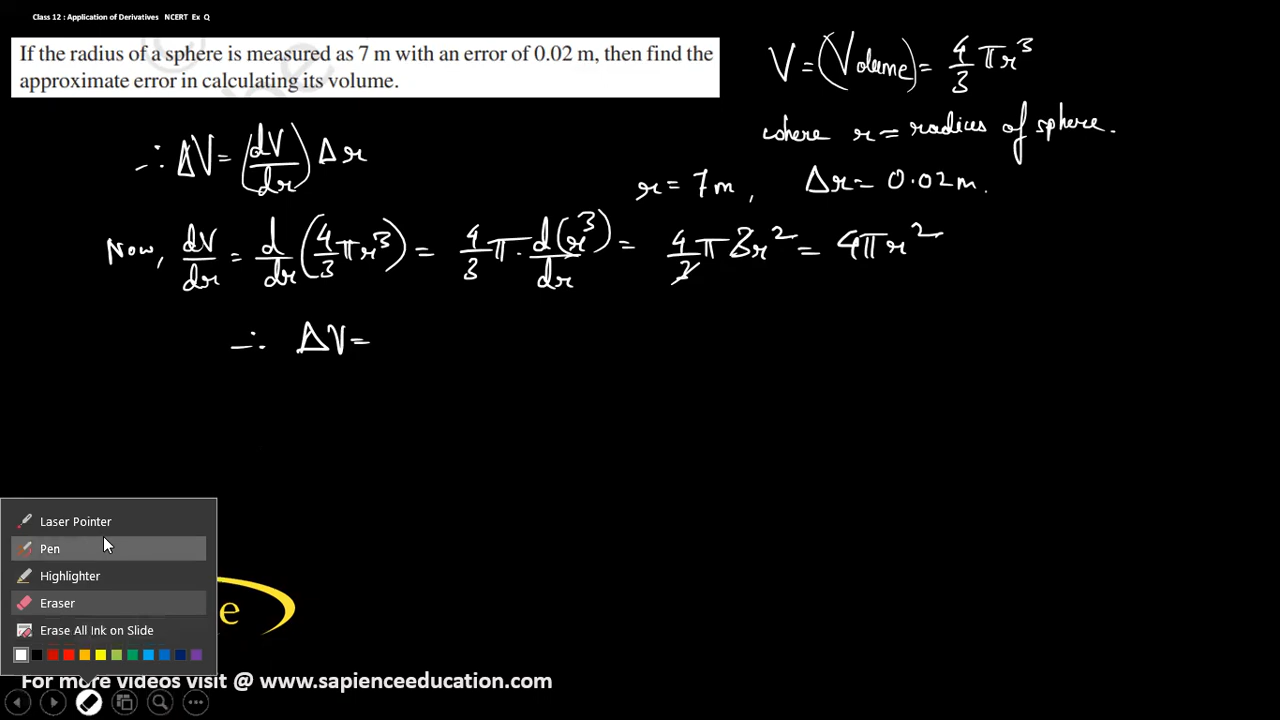 Class 12 : Application of Derivatives NCERT Ex Q
If the radius of a sphere is measured as 7 m with an error of 0.02 m, then find the
approximate error in calculating its volume.
V = (Volume) = 4/3 πr³
where r = radius of sphere.
∴ ΔV = (dV/dr) Δr
r = 7m, Δr = 0.02m.
Now, dV/dr = d/dr (4/3 πr³) = 4/3 π · d(r³)/dr = 4/3 π 3r² = 4πr²
∴ ΔV =
Laser Pointer
Pen
Highlighter
Eraser
Erase All Ink on Slide
e
For more videos visit @ www.sapienceeducation.com